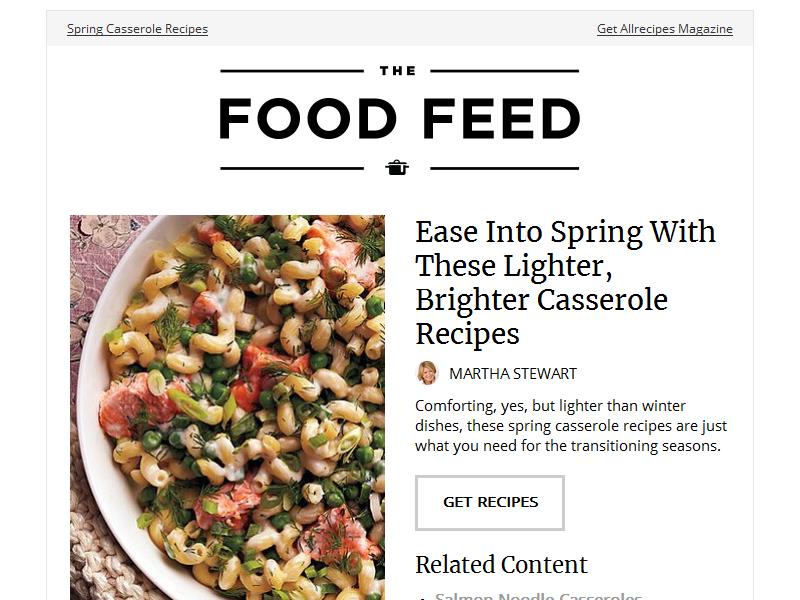 Spring Casserole Recipes
Get Allrecipes Magazine
THE
FOOD FEED
Ease Into Spring With
These Lighter,
Brighter Casserole
Recipes
MARTHA STEWART
Comforting, yes, but lighter than winter
dishes, these spring casserole recipes are just
what you need for the transitioning seasons.
GET RECIPES
Related Content
• Salmon Noodle Casseroles